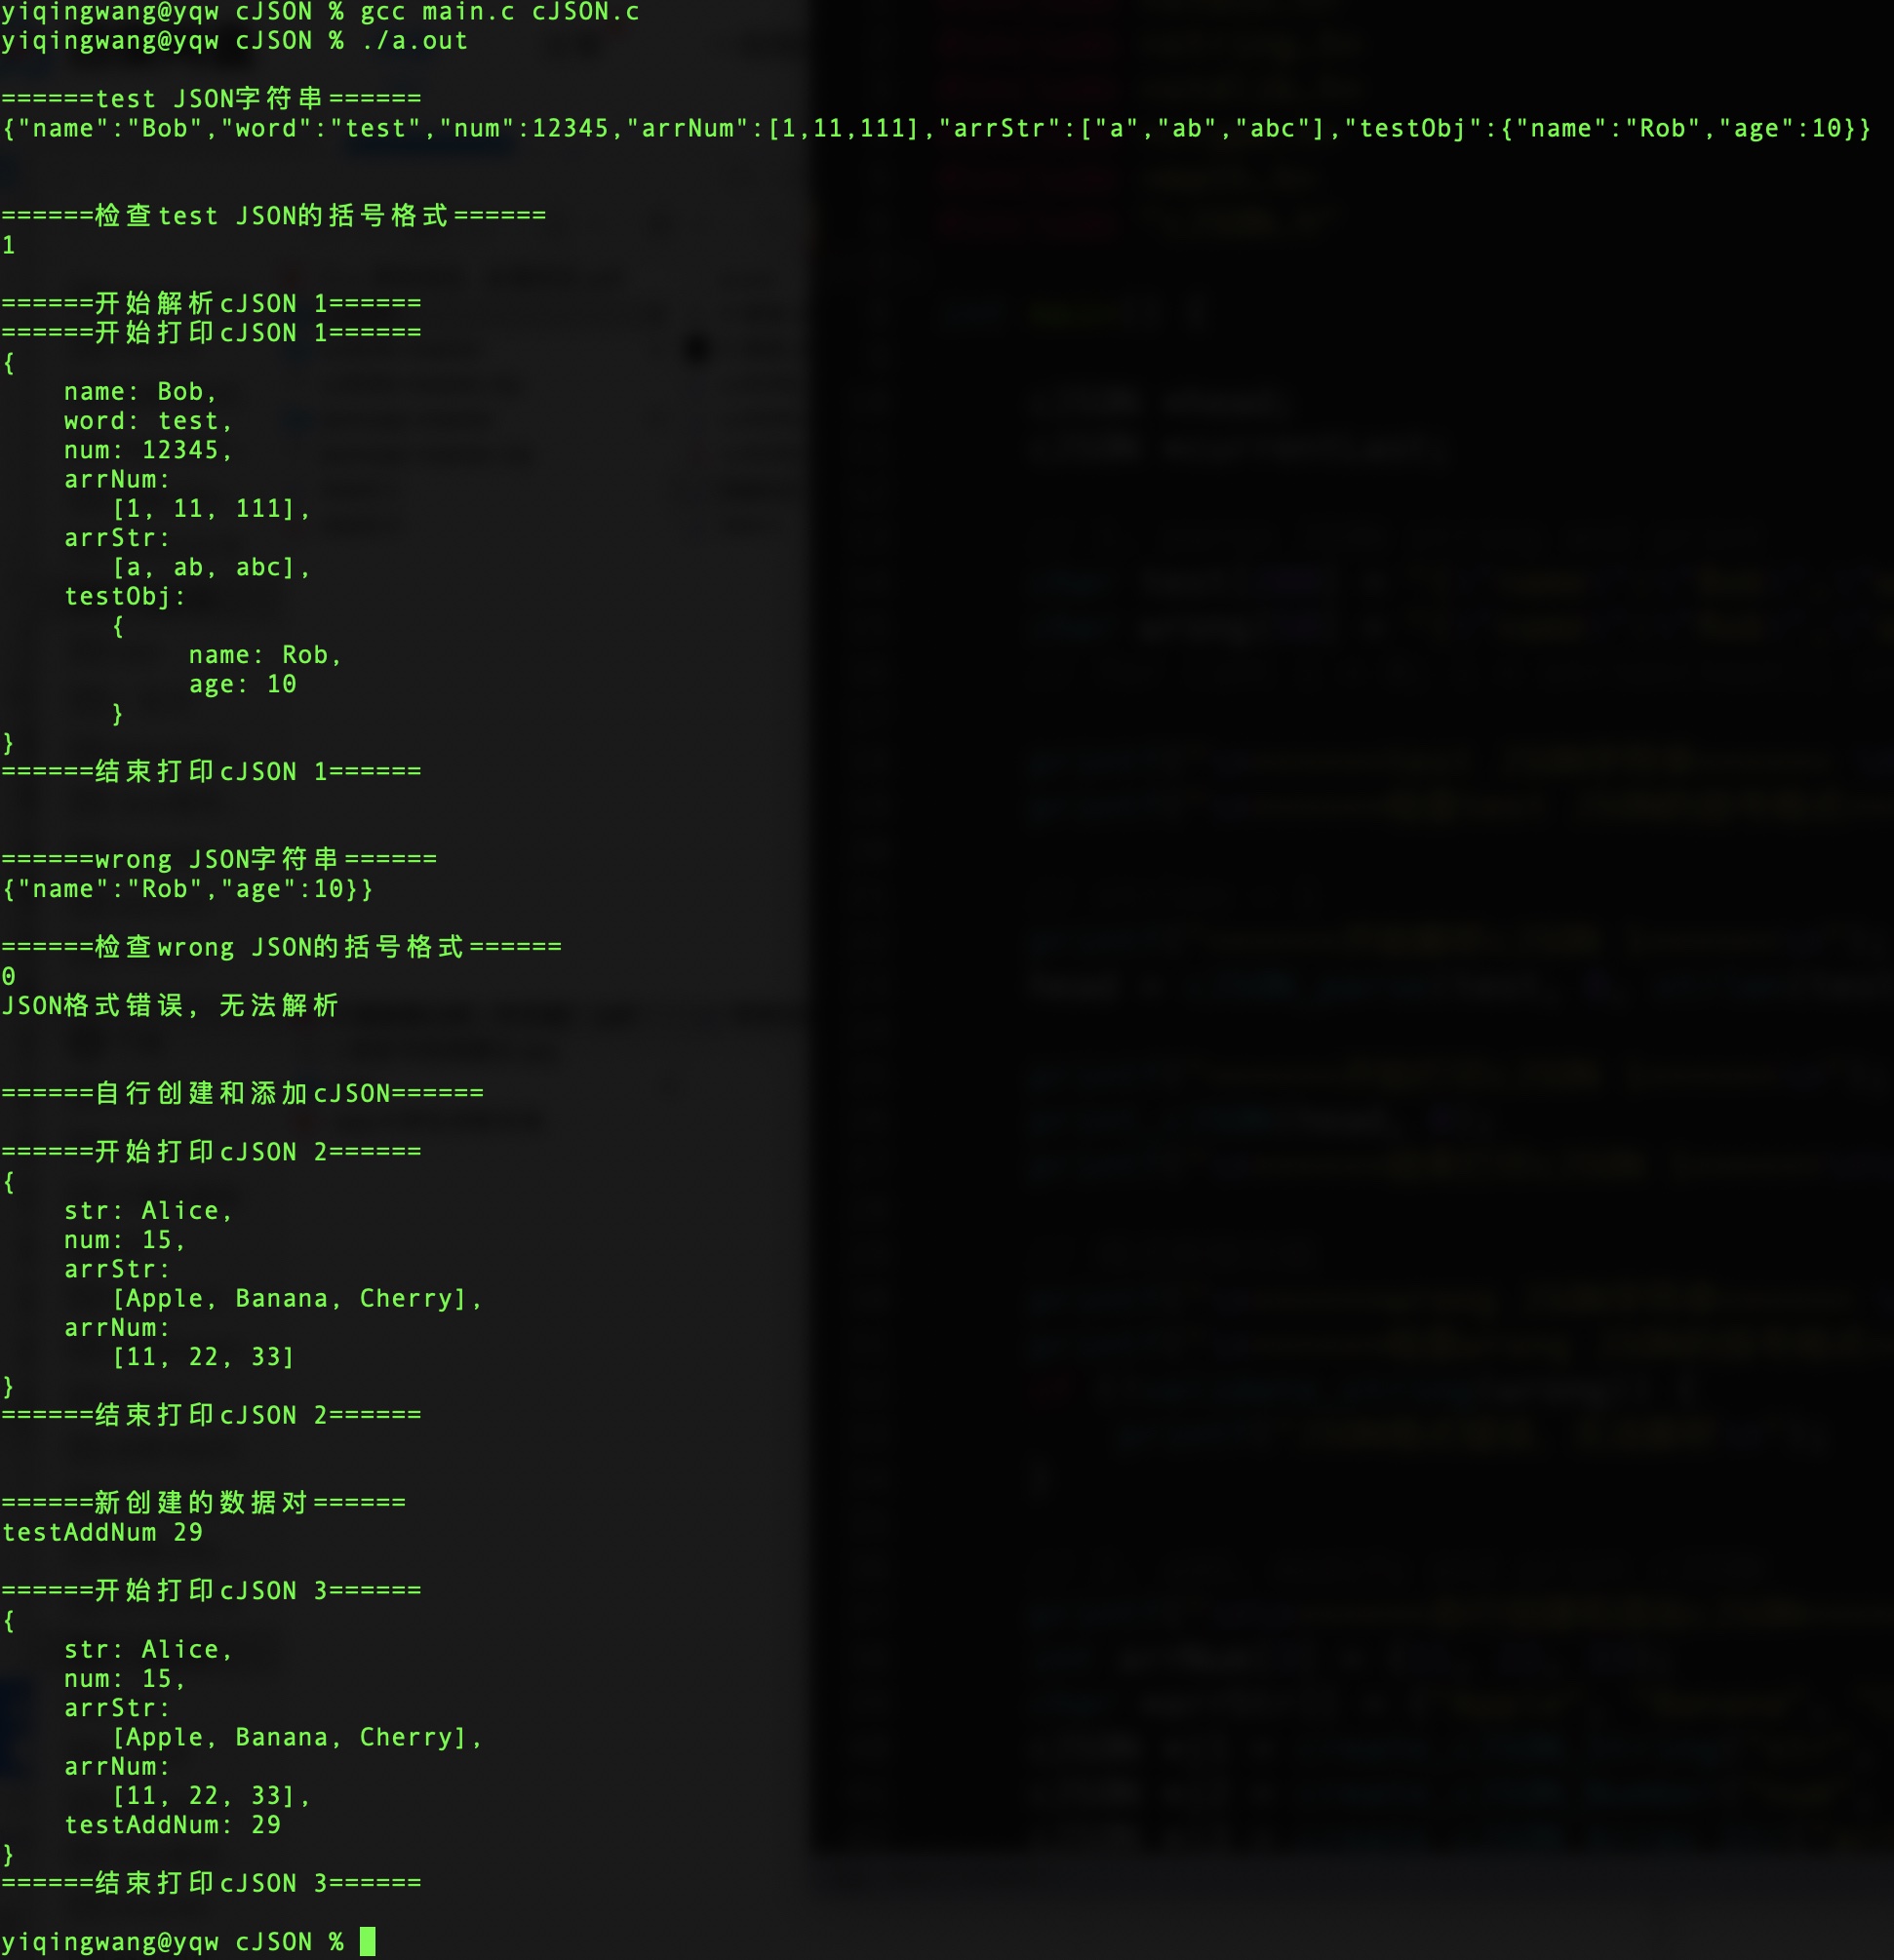 yiqingwang@yqw cJSON % gcc main.c cJSON.c
yiqingwang@yqw cJSON % ./a.out
======test JSON字符串======
{"name":"Bob","word":"test","num":12345,"arrNum":[1,11,111],"arrStr":["a","ab","abc"],"testObj":{"name":"Rob","age":10}}
======检查test JSON的括号格式======
1
======开始解析cJSON 1======
======开始打印cJSON 1======
{
    name: Bob,
    word: test,
    num: 12345,
    arrNum:
       [1, 11, 111],
    arrStr:
       [a, ab, abc],
    testObj:
       {
            name: Rob,
            age: 10
       }
}
======结束打印cJSON 1======
======wrong JSON字符串======
{"name":"Rob","age":10}}
======检查wrong JSON的括号格式======
0
JSON格式错误, 无法解析
======自行创建和添加cJSON======
======开始打印cJSON 2======
{
    str: Alice,
    num: 15,
    arrStr:
       [Apple, Banana, Cherry],
    arrNum:
       [11, 22, 33]
}
======结束打印cJSON 2======
======新创建的数据对======
testAddNum 29
======开始打印cJSON 3======
{
    str: Alice,
    num: 15,
    arrStr:
       [Apple, Banana, Cherry],
    arrNum:
       [11, 22, 33],
    testAddNum: 29
}
======结束打印cJSON 3======
yiqingwang@yqw cJSON %